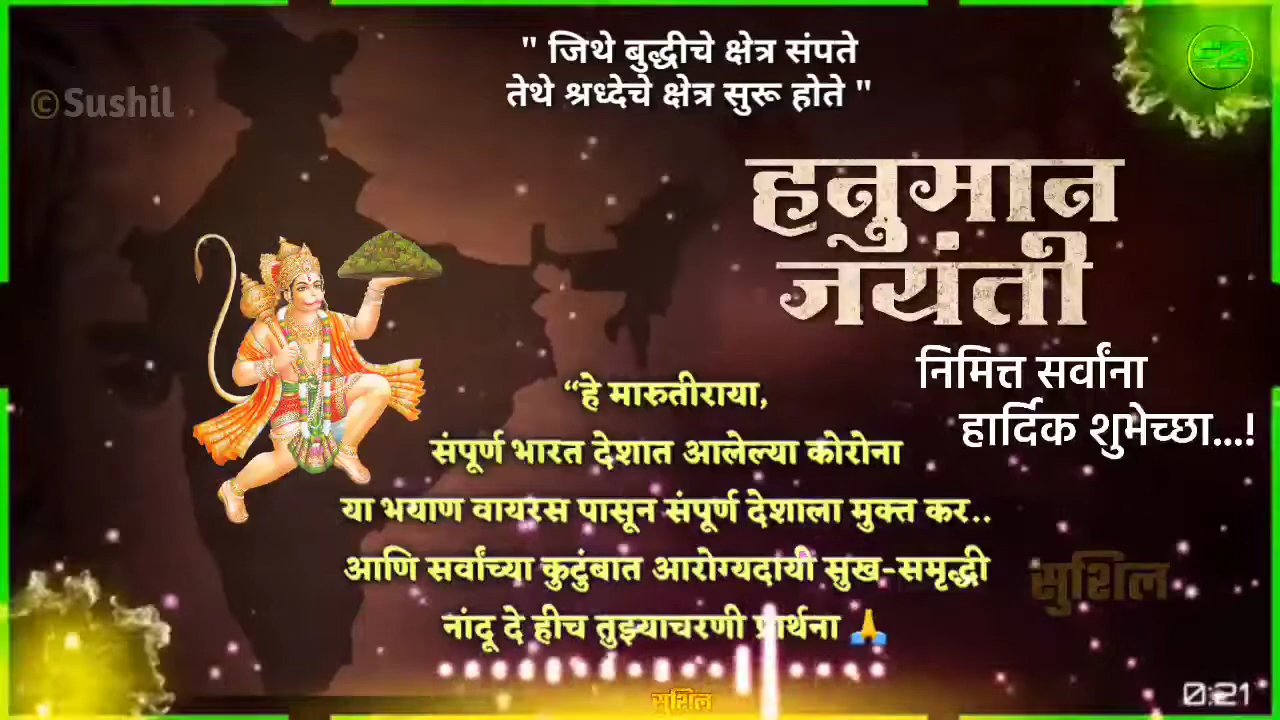 " जिथे बुद्धीचे क्षेत्र संपते
तेथे श्रध्देचे क्षेत्र सुरू होते "
©Sushil
हनुमान
जयंती
निमित्त सर्वांना
हार्दिक शुभेच्छा...!
“हे मारुतीराया,
संपूर्ण भारत देशात आलेल्या कोरोना
या भयाण वायरस पासून संपूर्ण देशाला मुक्त कर..
आणि सर्वांच्या कुटुंबात आरोग्यदायी सुख-समृद्धी
नांदू दे हीच तुझ्याचरणी प्रार्थना 🙏
सुशिल
सुशिल
0:21